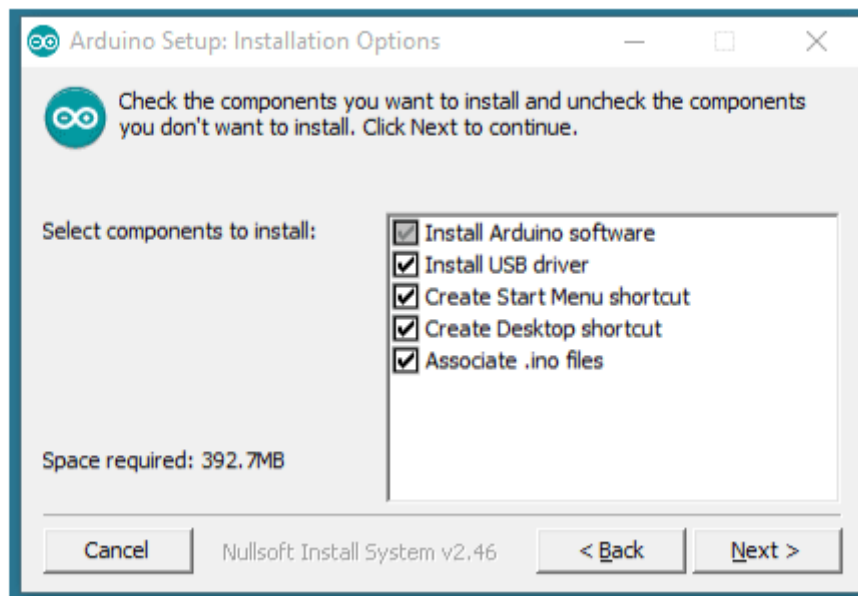 Arduino Setup: Installation Options
Check the components you want to install and uncheck the components
you don't want to install. Click Next to continue.
Select components to install:
Install Arduino software
Install USB driver
Create Start Menu shortcut
Create Desktop shortcut
Associate .ino files
Space required: 392.7MB
Cancel
Nullsoft Install System v2.46
< Back
Next >